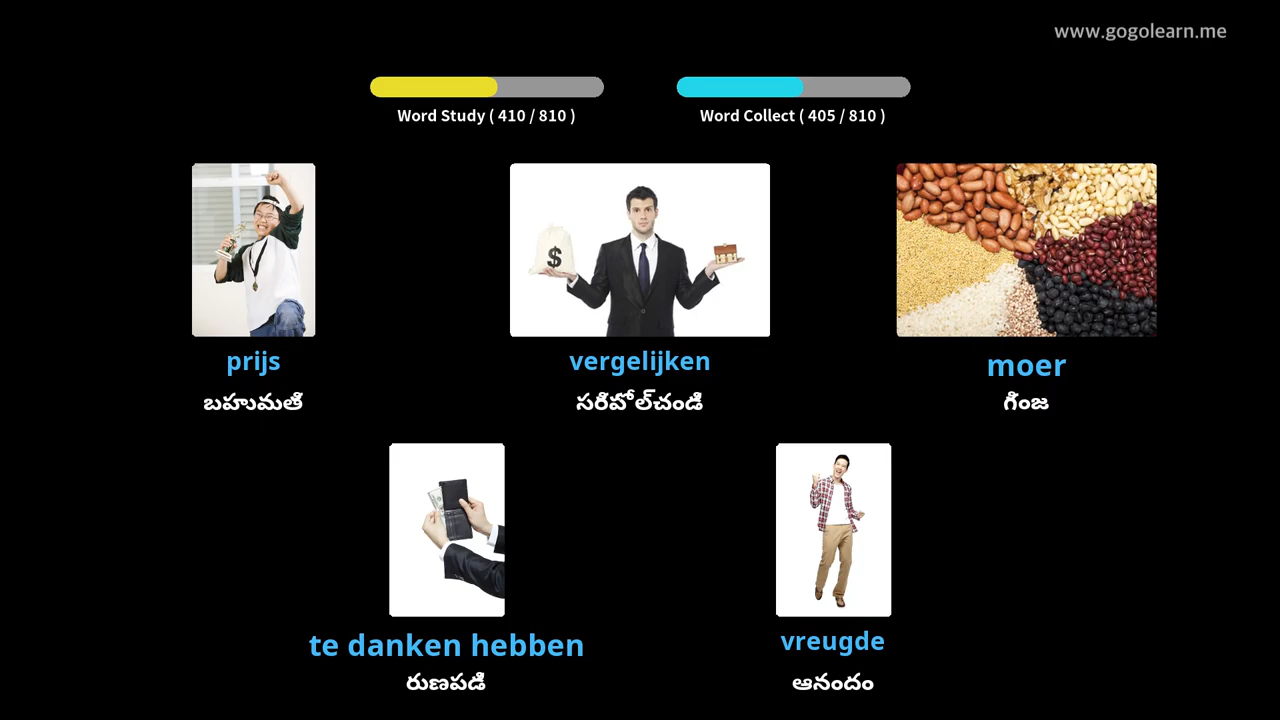 www.gogolearn.me
Word Study ( 410 / 810 )
Word Collect ( 405 / 810 )
$
prijs
vergelijken
moer
బహుమతి
సరిపోల్చండి
గింజ
te danken hebben
vreugde
రుణపడి
ఆనందం